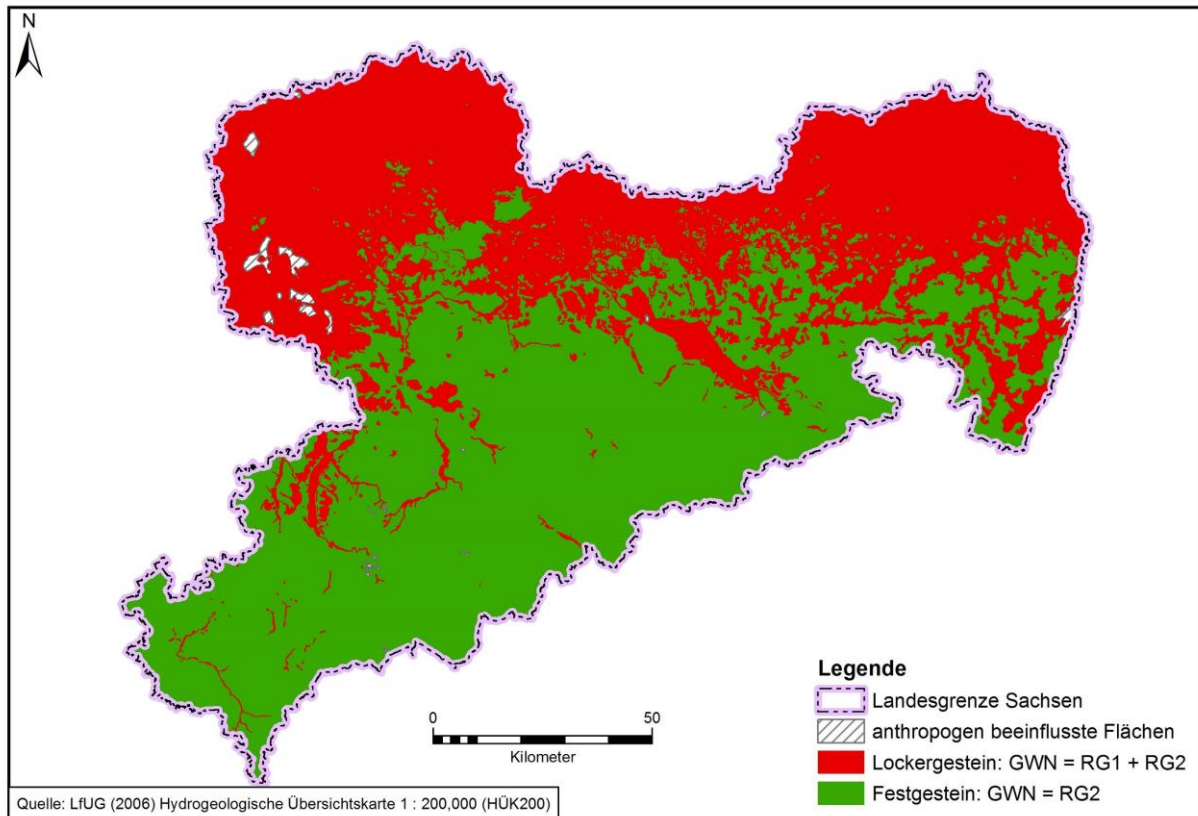 N
0
50
Kilometer
Legende
Landesgrenze Sachsen
anthropogen beeinflusste Flächen
Lockergestein: GWN = RG1 + RG2
Festgestein: GWN = RG2
Quelle: LfUG (2006) Hydrogeologische Übersichtskarte 1 : 200,000 (HÜK200)